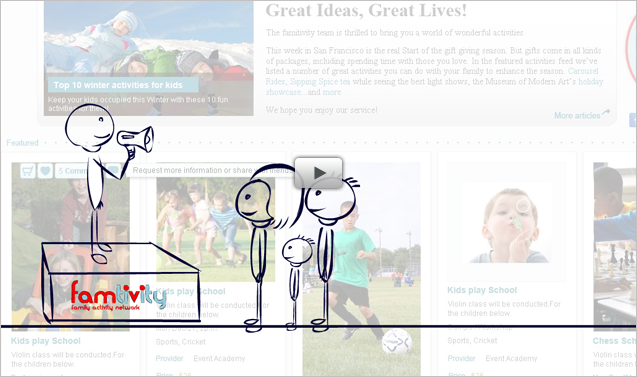 Great Ideas, Great Lives!
The famtivity team is thrilled to bring you a world of wonderful activities.
This week in San Francisco is the real Start of the gift giving season. But gifts come in all kinds
of packages, including spending time with those you love. In the featured activities feed we've
listed a number of great activities you can do with your family to enhance the season. Carousel
Rides, Sipping Spice tea while seeing the best light shows, the Museum of Modern Art's holiday
showcase.. and more
We hope you enjoy our service!
More articles
Top 10 winter activities for kids
Keep your kids occupied this Winter with these 10 fun
activities
Featured
5 Comm
Request more information or share
famtivity
family activity network
Kids play School
Violin class will be conducted For
the children below.
Kids play School
Violin class will be conducted For
the children below.
Sports, Cricket
Provider Event Academy
Price
Kids play School
Violin class will be conducted For
the children below.
Sports, Cricket
Provider Event Academy
Chess Sch
Violin class
the children
Sports, Cr
Provider